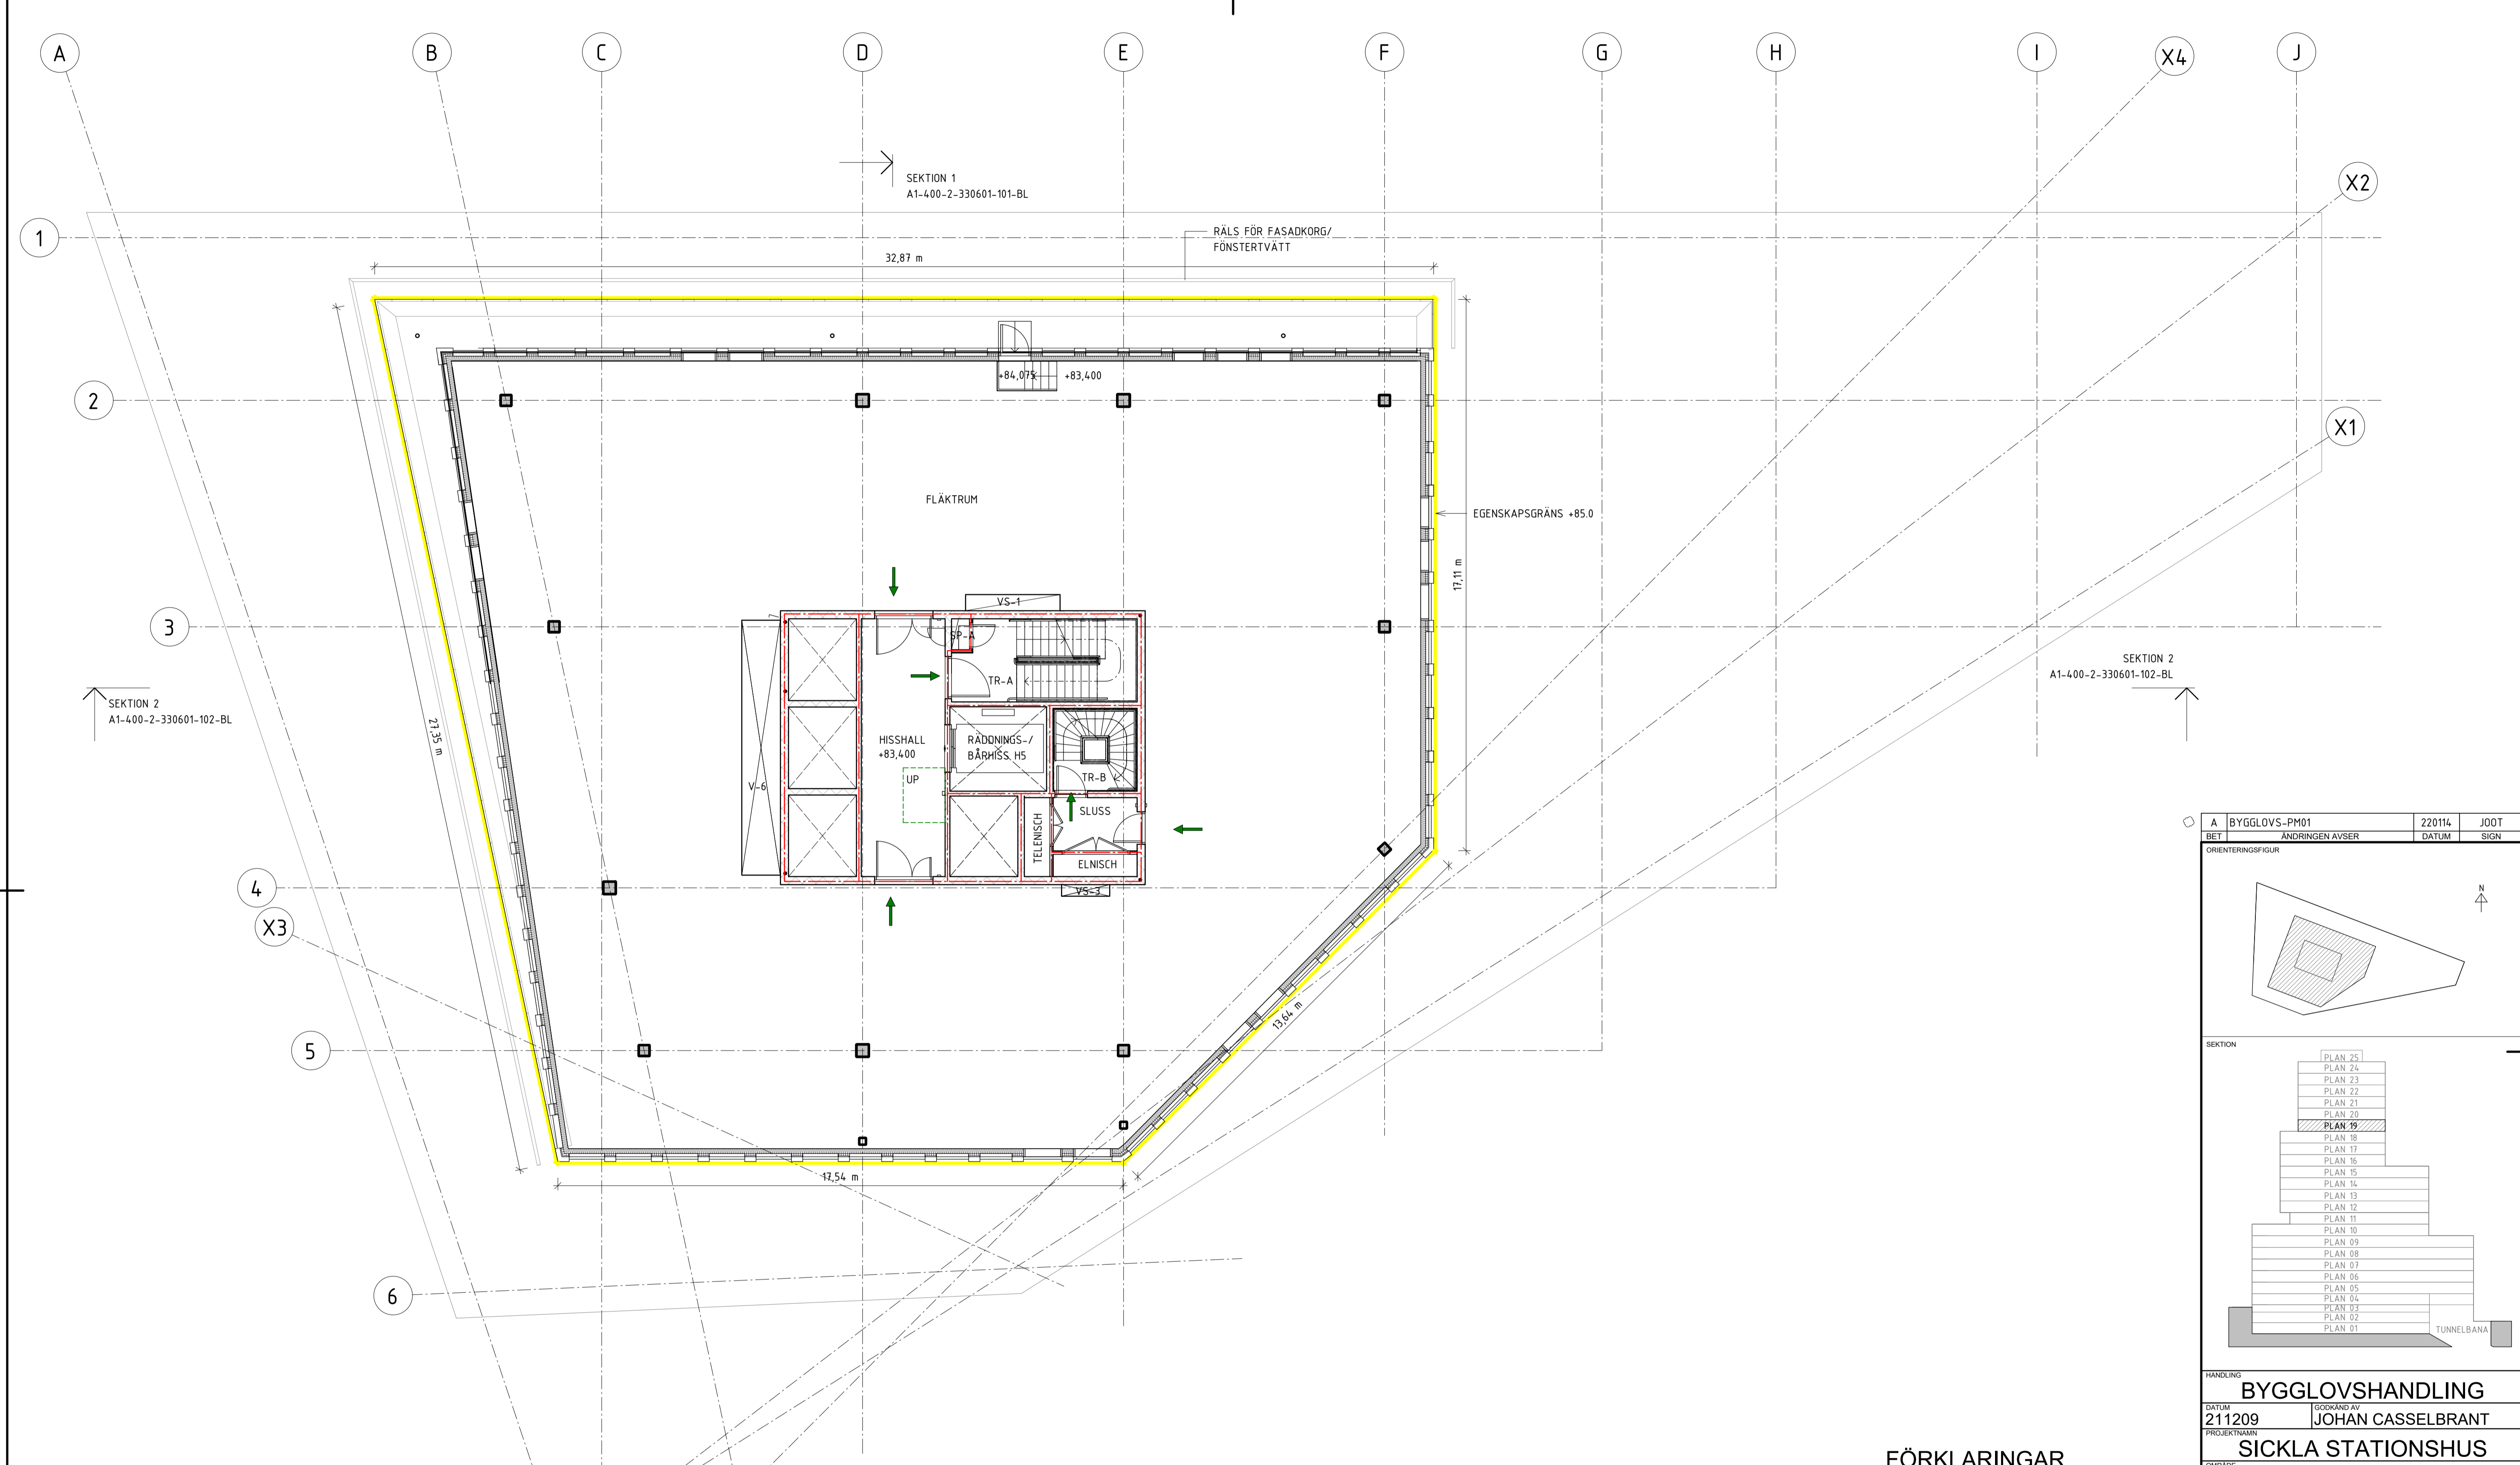 A
B
C
D
E
F
G
H
I
X4
J
X2
X1
1
2
3
4
X3
5
6
SEKTION 1
A1-400-2-330601-101-BL
RÄLS FÖR FASADKORG/
FÖNSTERTVÄTT
32,87 m
+84,075
+83,400
FLÄKTRUM
EGENSKAPSGRÄNS +85.0
17,11 m
VS-1
SP-A
TR-A
SEKTION 2
A1-400-2-330601-102-BL
SEKTION 2
A1-400-2-330601-102-BL
27,35 m
HISSHALL
+83,400
RÄDDNINGS-/
BÅRHISS H5
UP
TR-B
V-6
SLUSS
TELENISCH
ELNISCH
VS-3
13,64 m
17,54 m
A BYGGLOVS-PM01 220114 JOOT
BET ÄNDRINGEN AVSER DATUM SIGN
ORIENTERINGSFIGUR
N
SEKTION
PLAN 25
PLAN 24
PLAN 23
PLAN 22
PLAN 21
PLAN 20
PLAN 19
PLAN 18
PLAN 17
PLAN 16
PLAN 15
PLAN 14
PLAN 13
PLAN 12
PLAN 11
PLAN 10
PLAN 09
PLAN 08
PLAN 07
PLAN 06
PLAN 05
PLAN 04
PLAN 03
PLAN 02
PLAN 01
TUNNELBANA
HANDLING
BYGGLOVSHANDLING
DATUM GODKÄND AV
211209 JOHAN CASSELBRANT
PROJEKTNAMN
SICKLA STATIONSHUS
OMRÅDE
FÖRKLARINGAR